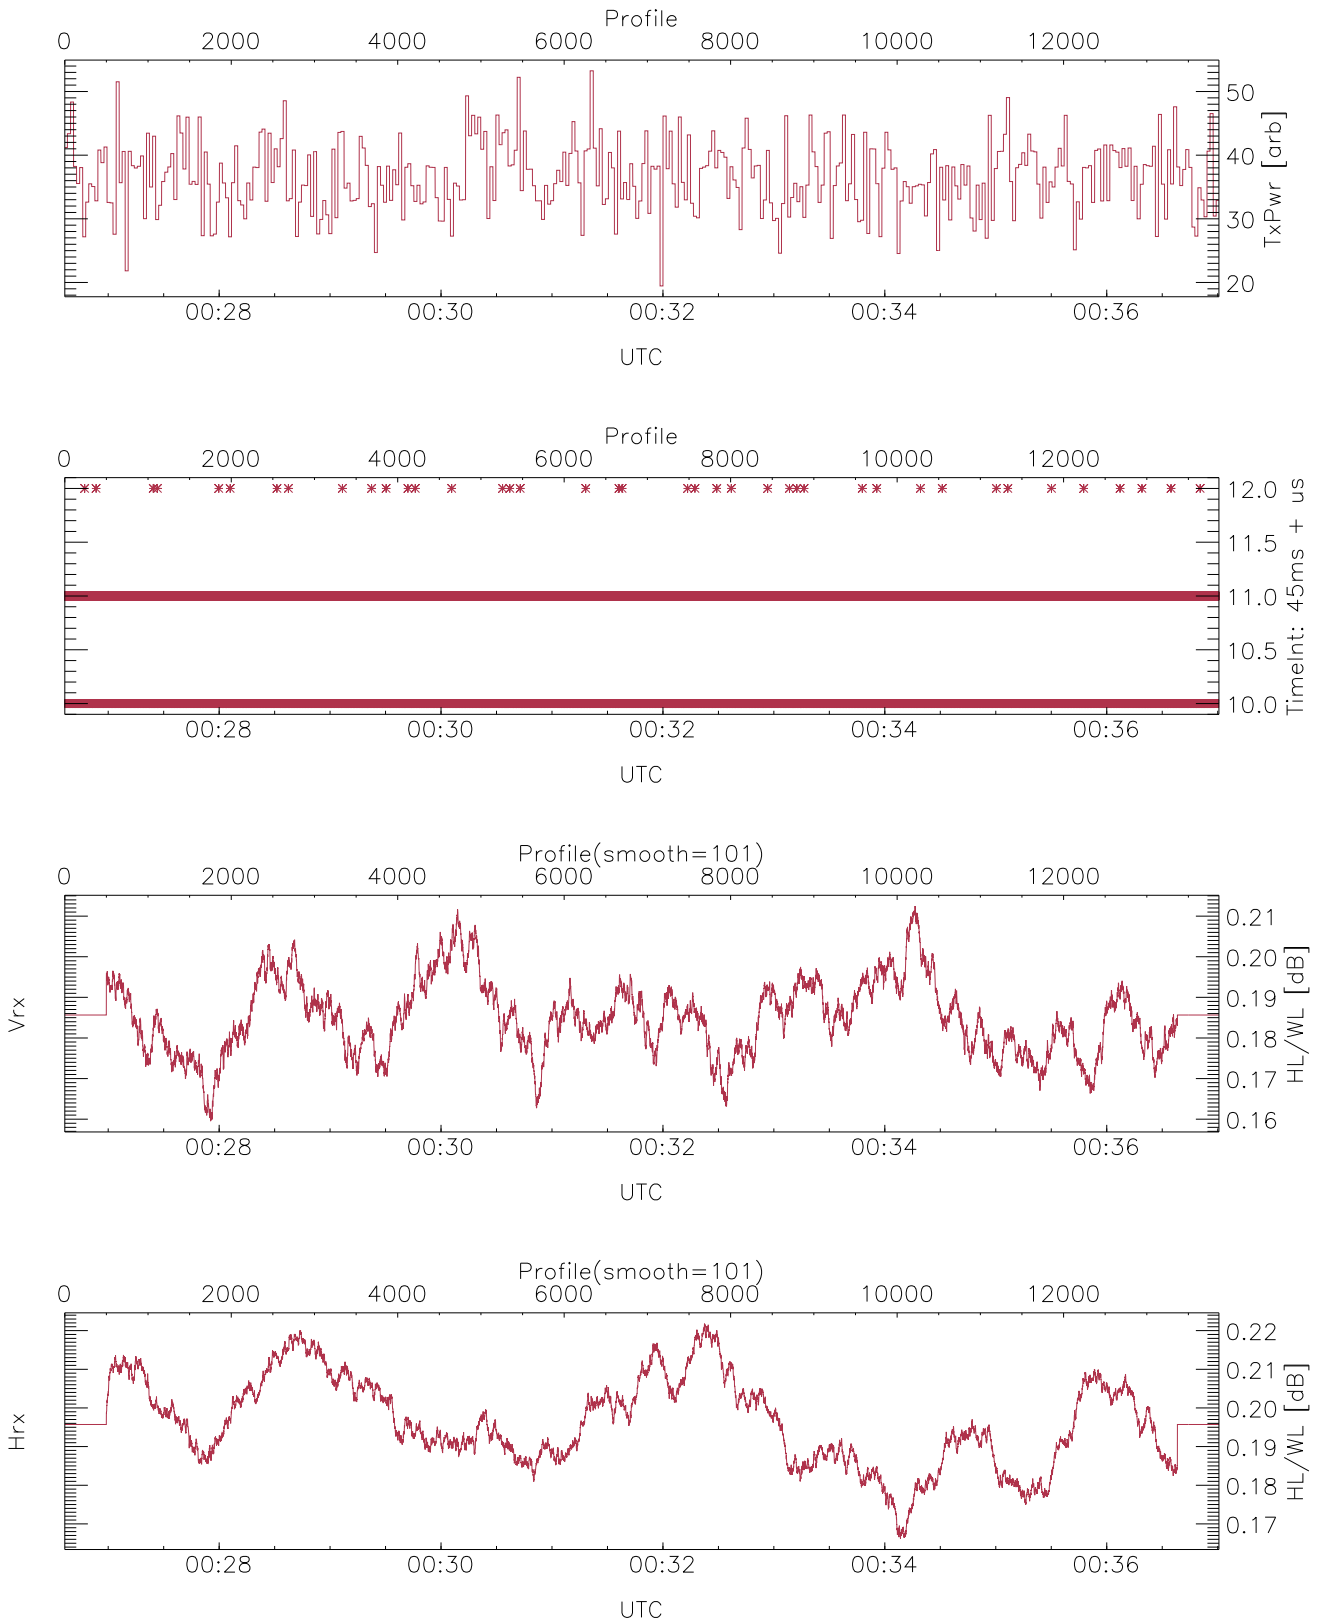 Profile
0 2000 4000 6000 8000 10000 12000
50
40
30
20
TxPwr [arb]
00:28 00:30 00:32 00:34 00:36
UTC
Profile
0 2000 4000 6000 8000 10000 12000
12.0
11.5
11.0
10.5
10.0
TimeInt: 45ms + us
00:28 00:30 00:32 00:34 00:36
UTC
Profile(smooth=101)
0 2000 4000 6000 8000 10000 12000
Vrx
0.21
0.20
0.19
0.18
0.17
0.16
HL/WL [dB]
00:28 00:30 00:32 00:34 00:36
UTC
Profile(smooth=101)
0 2000 4000 6000 8000 10000 12000
Hrx
0.22
0.21
0.20
0.19
0.18
0.17
HL/WL [dB]
00:28 00:30 00:32 00:34 00:36
UTC